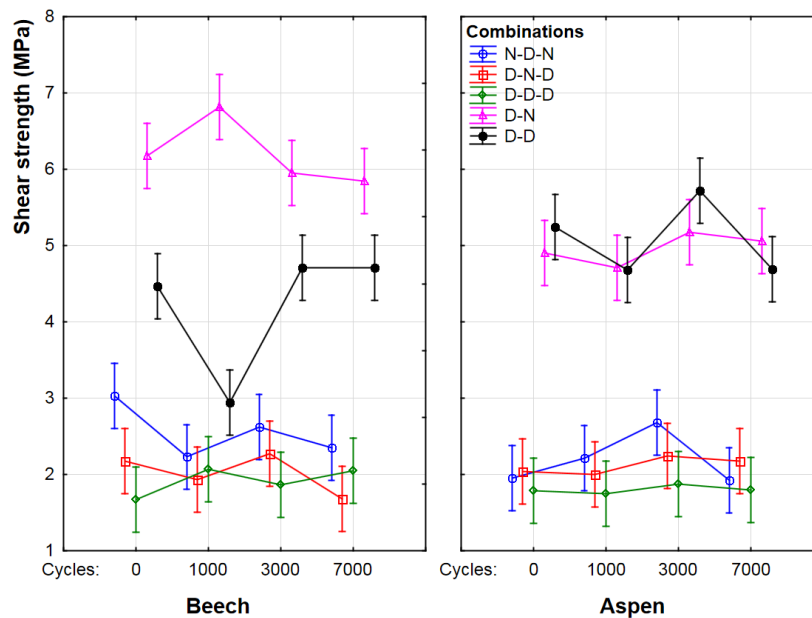 Shear strength (MPa)
8
7
6
5
4
3
2
1
Combinations
N-D-N
D-N-D
D-D-D
D-N
D-D
Cycles: 0 1000 3000 7000
Cycles: 0 1000 3000 7000
Beech
Aspen